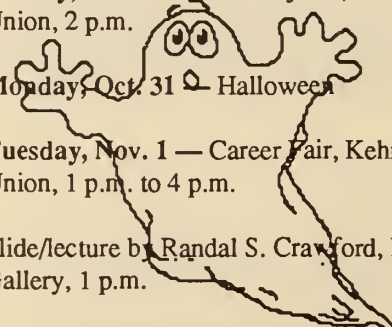 Union, 2 p.m.
Monday, Oct. 31 — Halloween
Tuesday, Nov. 1 — Career Fair,
Union, 1 p.m. to 4 p.m.
Slide/lecture by Randal S. Crawford,
Gallery, 1 p.m.